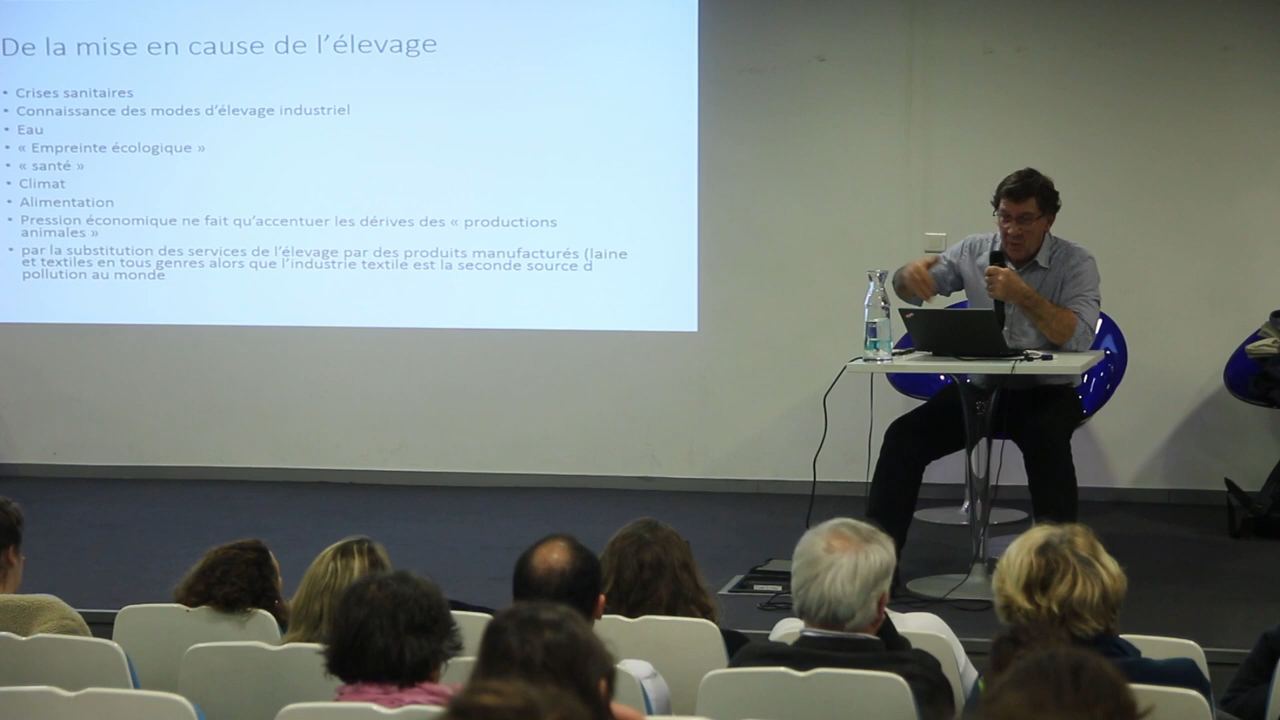 De la mise en cause de l'élevage
• Crises sanitaires
• Connaissance des modes d'élevage industriel
• Eau
• « Empreinte écologique »
• « santé »
• Climat
• Alimentation
• Pression économique ne fait qu'accentuer les dérives des « productions
animales »
• par la substitution des services de l'élevage par des produits manufacturés (laine
et textiles en tous genres alors que l'industrie textile est la seconde source d
pollution au monde